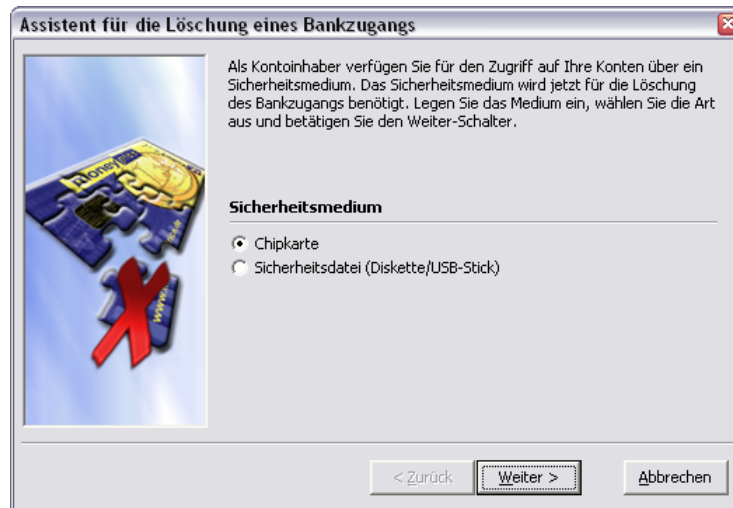 Assistent für die Löschung eines Bankzugangs
Als Kontoinhaber verfügen Sie für den Zugriff auf Ihre Konten über ein
Sicherheitsmedium. Das Sicherheitsmedium wird jetzt für die Löschung
des Bankzugangs benötigt. Legen Sie das Medium ein, wählen Sie die Art
aus und betätigen Sie den Weiter-Schalter.
Sicherheitsmedium
Chipkarte
Sicherheitsdatei (Diskette/USB-Stick)
< Zurück
Weiter >
Abbrechen